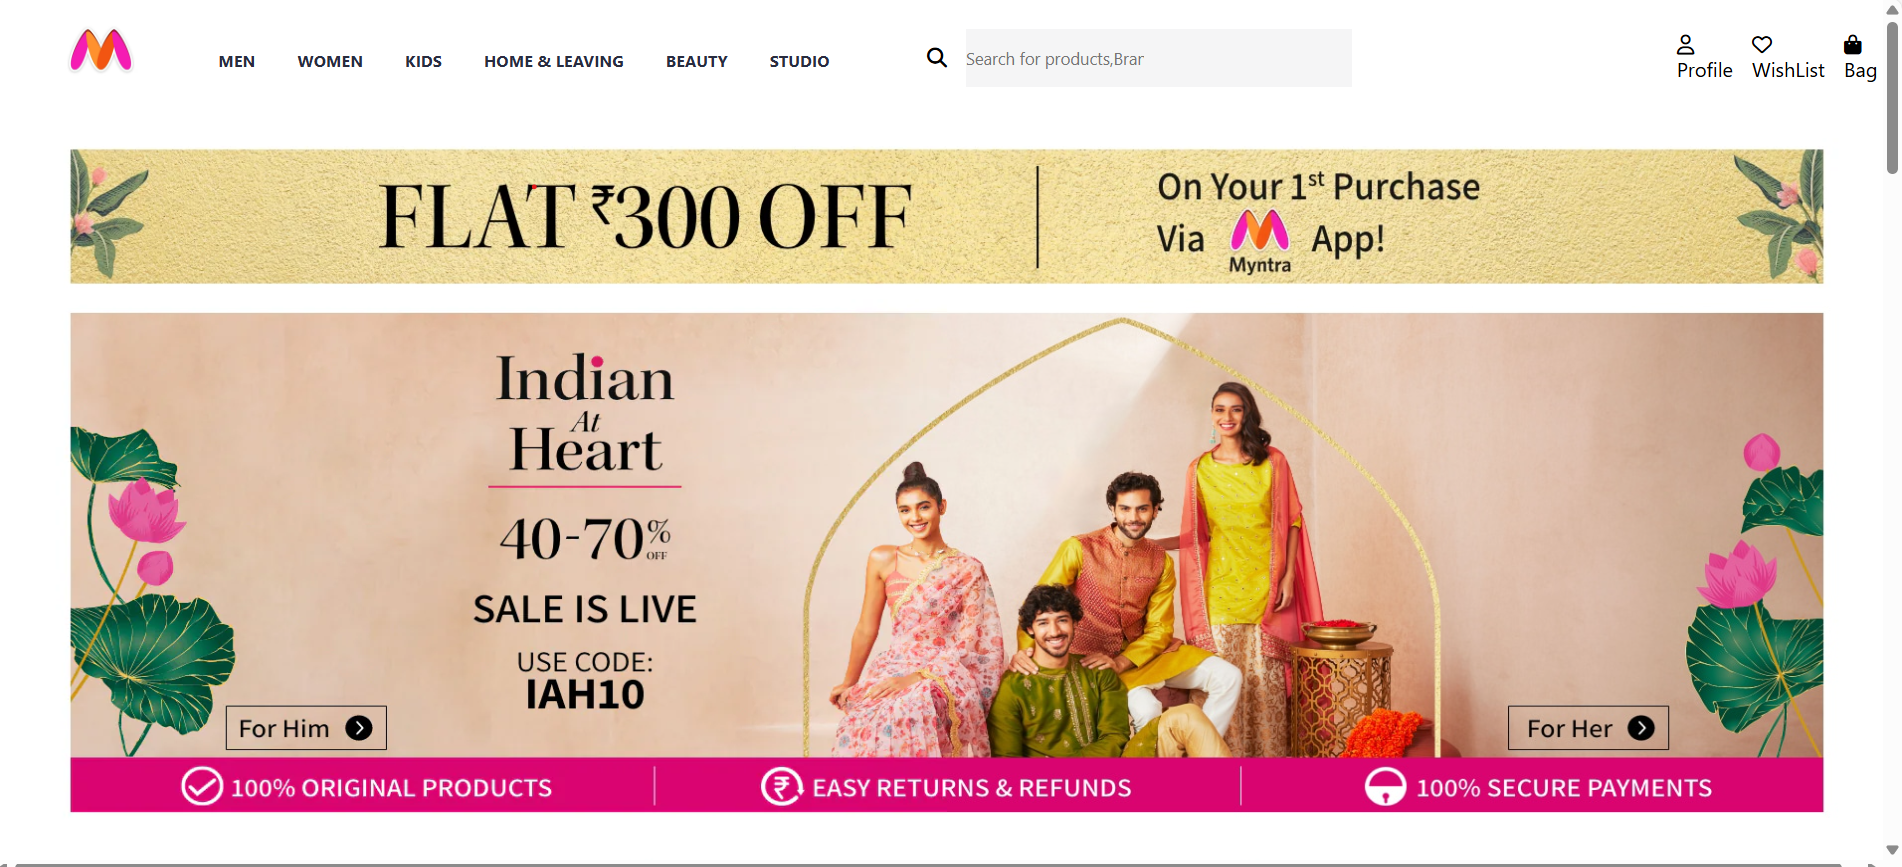 MEN WOMEN KIDS HOME & LEAVING BEAUTY STUDIO
Search for products,Brar
Profile WishList Bag
FLAT ₹300 OFF
On Your 1st Purchase
Via Myntra App!
Indian
At
Heart
40-70% OFF
SALE IS LIVE
USE CODE:
IAH10
For Him
For Her
100% ORIGINAL PRODUCTS
EASY RETURNS & REFUNDS
100% SECURE PAYMENTS